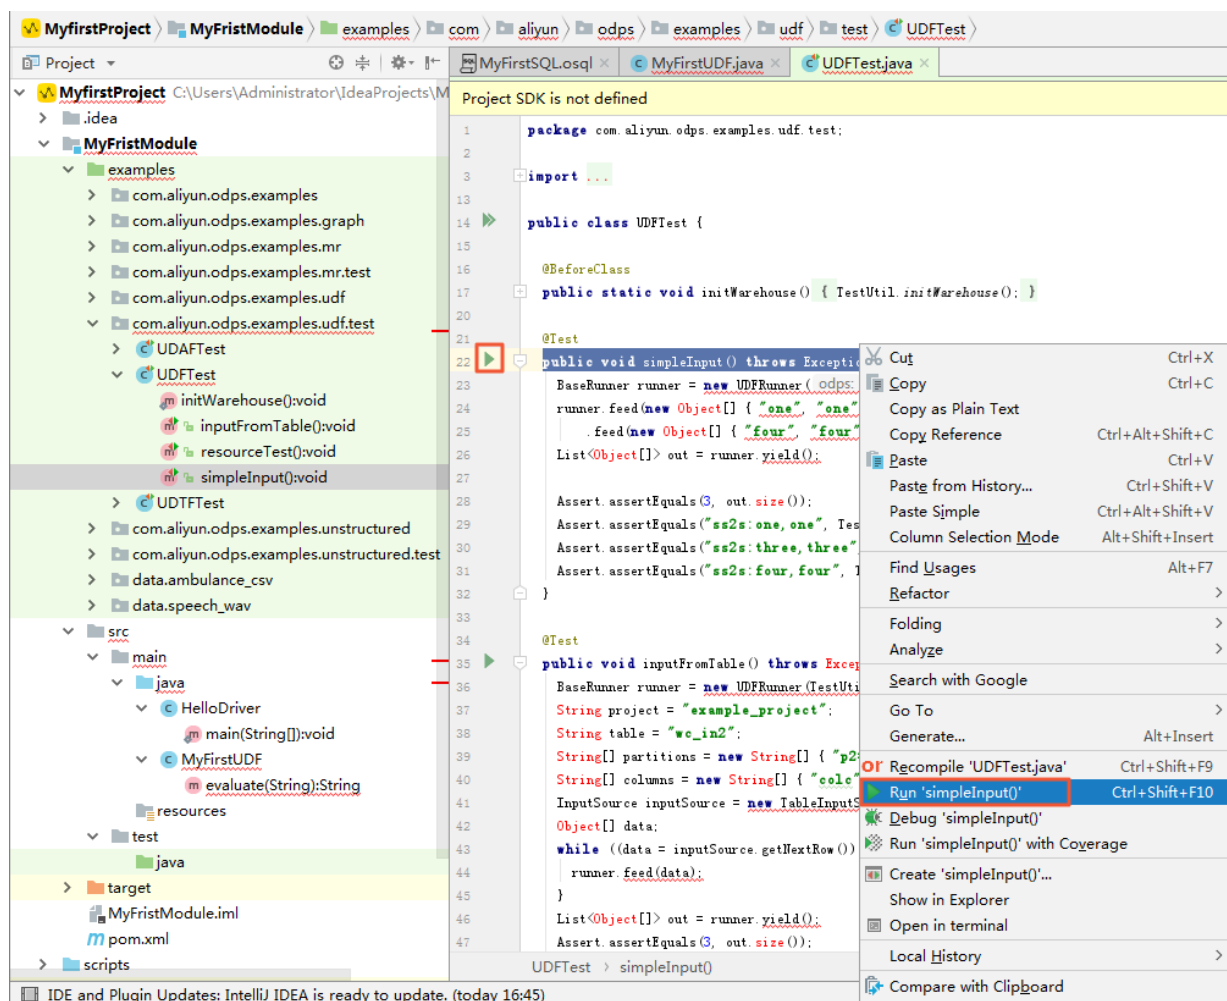 MyfirstProject MyFristModule examples com aliyun odps examples udf test UDFTest
Project
MyFirstSQL.osql MyFirstUDF.java UDFTest.java
MyfirstProject C:\Users\Administrator\IdeaProjects\M
.idea
MyFristModule
examples
com.aliyun.odps.examples
com.aliyun.odps.examples.graph
com.aliyun.odps.examples.mr
com.aliyun.odps.examples.mr.test
com.aliyun.odps.examples.udf
com.aliyun.odps.examples.udf.test
UDAFTest
UDFTest
initWarehouse():void
inputFromTable():void
resourceTest():void
simpleInput():void
UDTFTest
com.aliyun.odps.examples.unstructured
com.aliyun.odps.examples.unstructured.test
data.ambulance_csv
data.speech_wav
src
main
java
HelloDriver
main(String[]):void
MyFirstUDF
evaluate(String):String
resources
test
java
target
MyFristModule.iml
pom.xml
scripts
Project SDK is not defined
1 package com.aliyun.odps.examples.udf.test;
2
3 import ...
13
14 public class UDFTest {
15
16 @BeforeClass
17 public static void initWarehouse() { TestUtil.initWarehouse(); }
20
21 @Test
22 public void simpleInput() throws Exceptio
23 BaseRunner runner = new UDFRunner( odps:
24 runner.feed(new Object[] { "one", "one"
25 .feed(new Object[] { "four", "four"
26 List<Object[]> out = runner.yield();
27
28 Assert.assertEquals(3, out.size());
29 Assert.assertEquals("ss2s:one,one", Tes
30 Assert.assertEquals("ss2s:three,three",
31 Assert.assertEquals("ss2s:four,four", T
32 }
33
34 @Test
35 public void inputFromTable() throws Excep
36 BaseRunner runner = new UDFRunner(TestUti
37 String project = "example_project";
38 String table = "wc_in2";
39 String[] partitions = new String[] { "p2
40 String[] columns = new String[] { "colc"
41 InputSource inputSource = new TableInputS
42 Object[] data;
43 while ((data = inputSource.getNextRow())
44 runner.feed(data);
45 }
46 List<Object[]> out = runner.yield();
47 Assert.assertEquals(3, out.size());
UDFTest simpleInput()
Cut Ctrl+X
Copy Ctrl+C
Copy as Plain Text
Copy Reference Ctrl+Alt+Shift+C
Paste Ctrl+V
Paste from History... Ctrl+Shift+V
Paste Simple Ctrl+Alt+Shift+V
Column Selection Mode Alt+Shift+Insert
Find Usages Alt+F7
Refactor
Folding
Analyze
Search with Google
Go To
Generate... Alt+Insert
Recompile 'UDFTest.java' Ctrl+Shift+F9
Run 'simpleInput()' Ctrl+Shift+F10
Debug 'simpleInput()'
Run 'simpleInput()' with Coverage
Create 'simpleInput()'...
Show in Explorer
Open in terminal
Local History
Compare with Clipboard
IDE and Plugin Updates: IntelliJ IDEA is ready to update. (today 16:45)